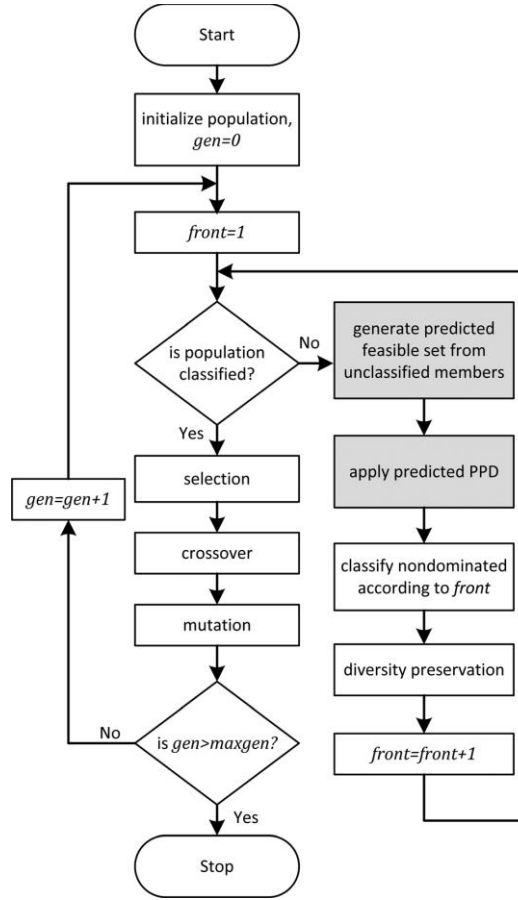 Start
initialize population,
gen=0
front=1
is population
classified?
No
Yes
generate predicted
feasible set from
unclassified members
apply predicted PPD
classify nondominated
according to front
diversity preservation
front=front+1
selection
crossover
mutation
gen=gen+1
is gen>maxgen?
No
Yes
Stop